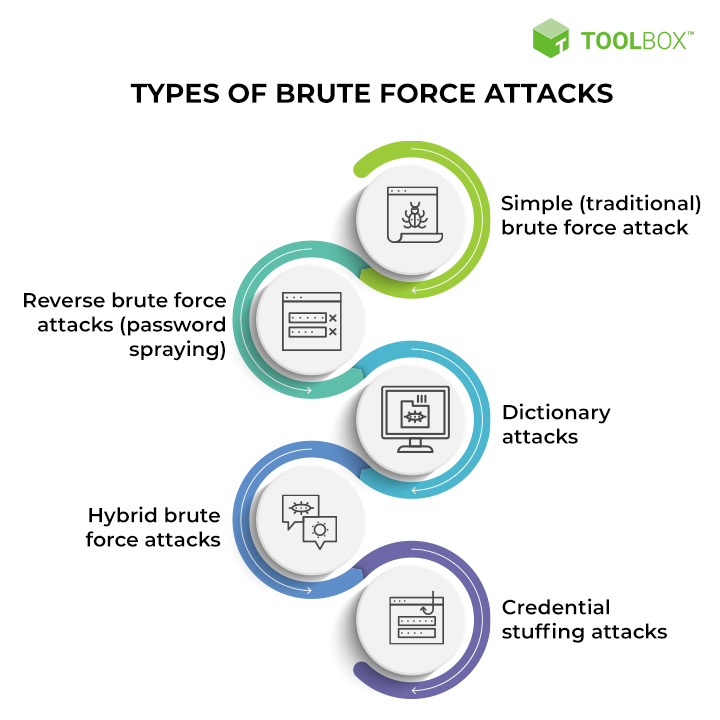 TOOLBOX™
TYPES OF BRUTE FORCE ATTACKS
Simple (traditional)
brute force attack
Reverse brute force
attacks (password
spraying)
Dictionary
attacks
Hybrid brute
force attacks
Credential
stuffing attacks